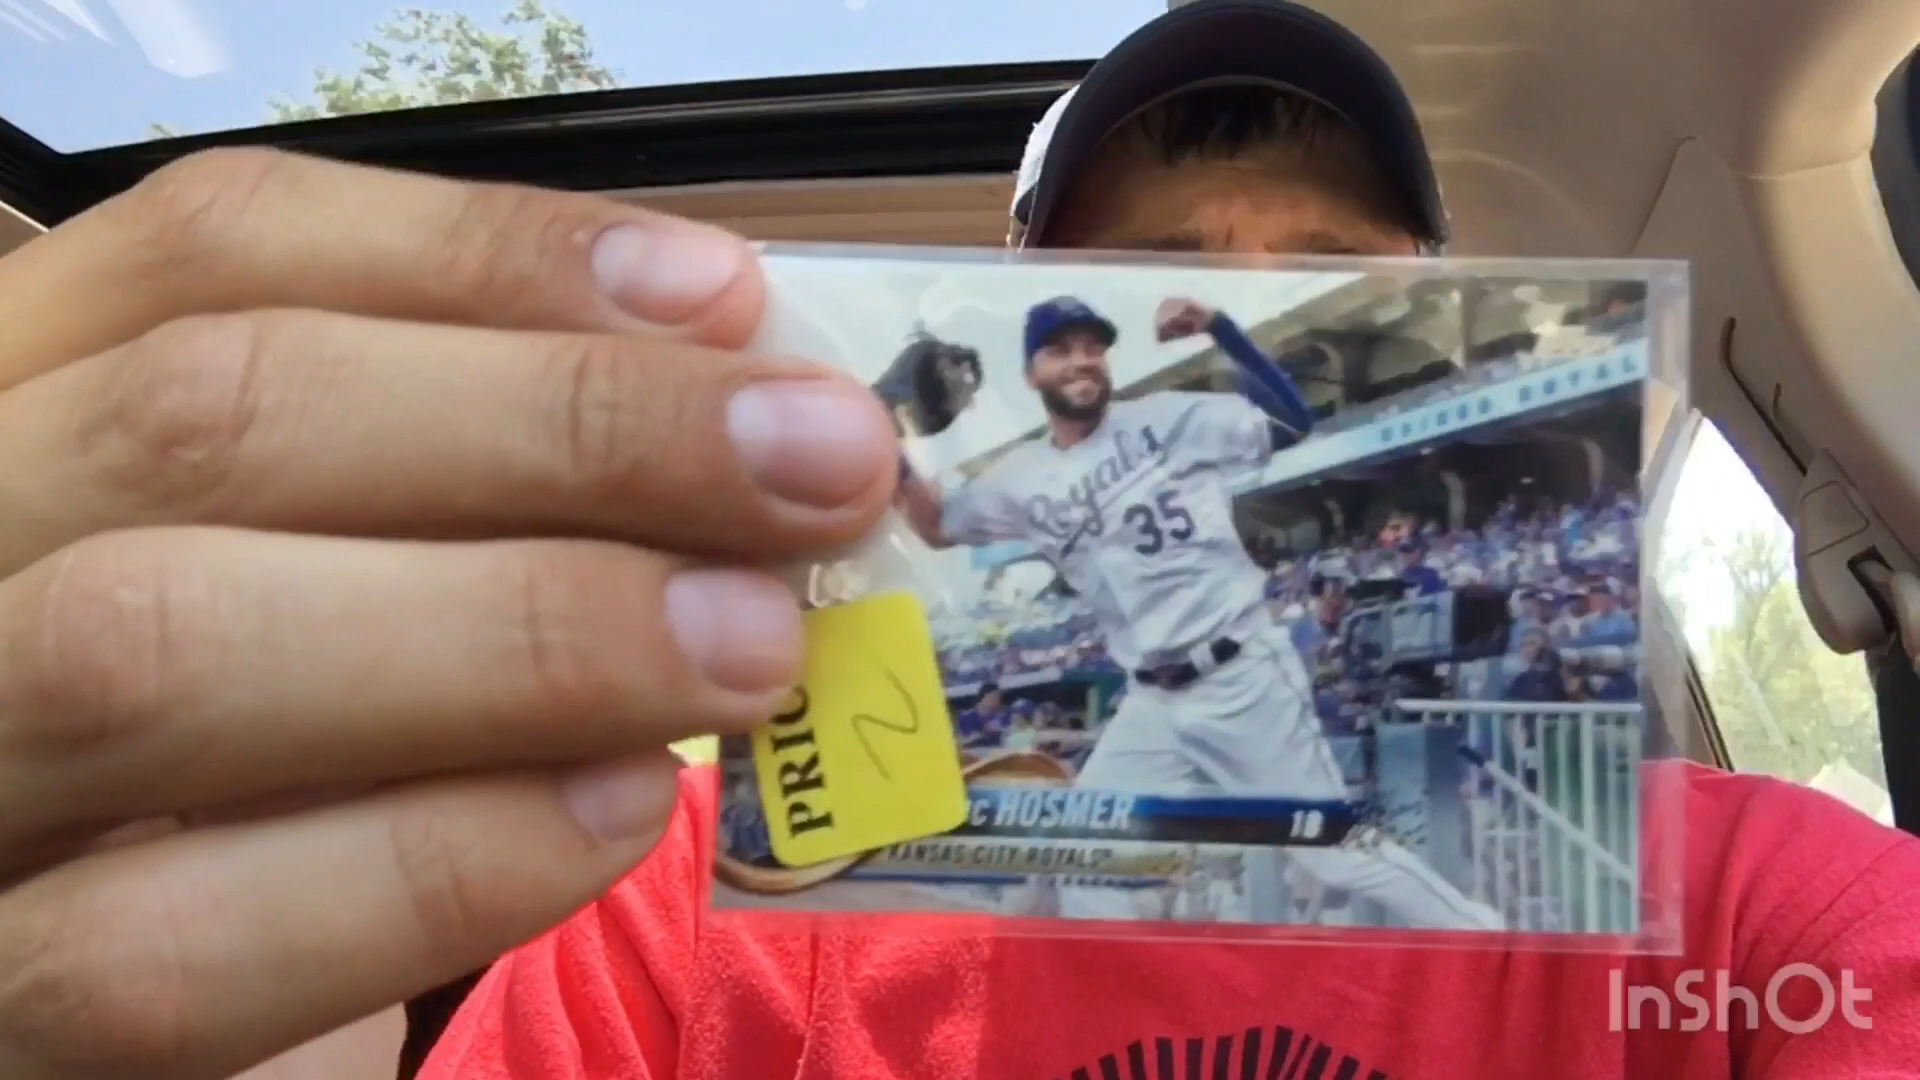 Royals
35
PRIC
2
C HOSMER
1B
KANSAS CITY ROYALS
InShOt